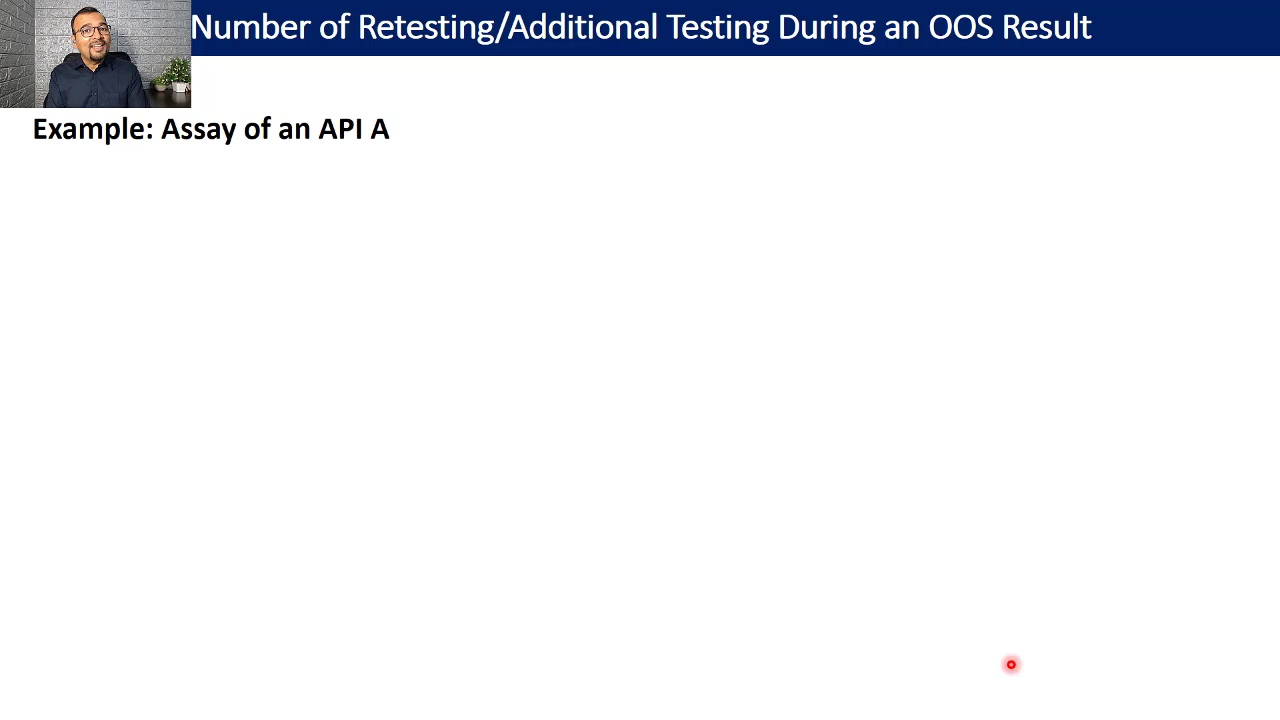 Number of Retesting/Additional Testing During an OOS Result
Example: Assay of an API A